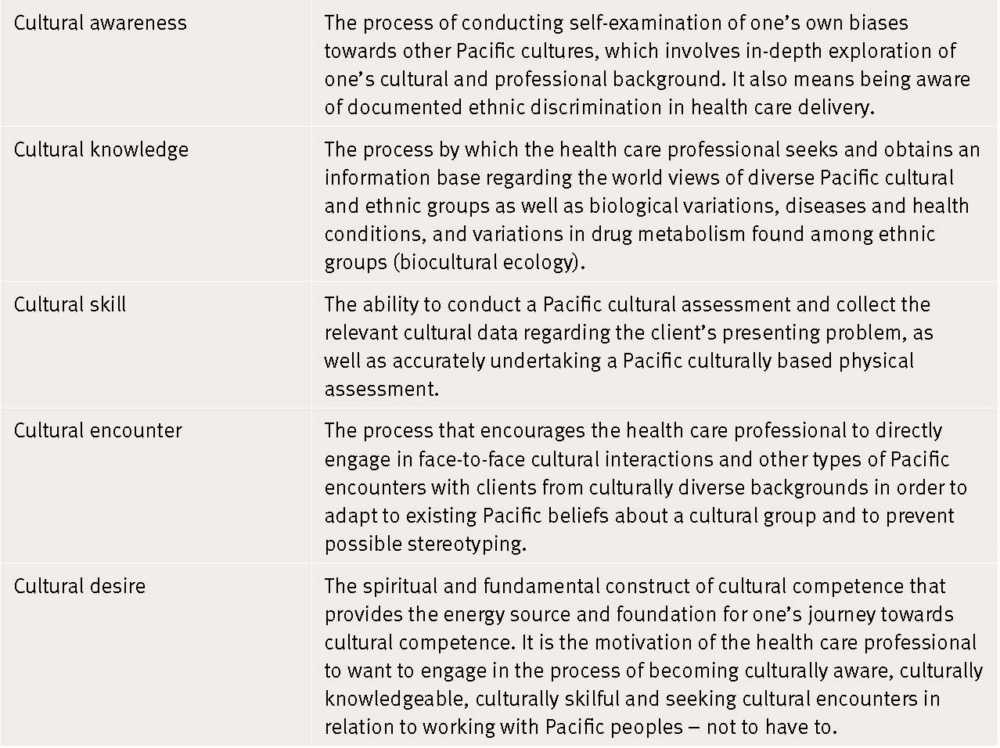 Cultural awareness
The process of conducting self-examination of one’s own biases
towards other Pacific cultures, which involves in-depth exploration of
one’s cultural and professional background. It also means being aware
of documented ethnic discrimination in health care delivery.
Cultural knowledge
The process by which the health care professional seeks and obtains an
information base regarding the world views of diverse Pacific cultural
and ethnic groups as well as biological variations, diseases and health
conditions, and variations in drug metabolism found among ethnic
groups (biocultural ecology).
Cultural skill
The ability to conduct a Pacific cultural assessment and collect the
relevant cultural data regarding the client’s presenting problem, as
well as accurately undertaking a Pacific culturally based physical
assessment.
Cultural encounter
The process that encourages the health care professional to directly
engage in face-to-face cultural interactions and other types of Pacific
encounters with clients from culturally diverse backgrounds in order to
adapt to existing Pacific beliefs about a cultural group and to prevent
possible stereotyping.
Cultural desire
The spiritual and fundamental construct of cultural competence that
provides the energy source and foundation for one’s journey towards
cultural competence. It is the motivation of the health care professional
to want to engage in the process of becoming culturally aware, culturally
knowledgeable, culturally skilful and seeking cultural encounters in
relation to working with Pacific peoples – not to have to.